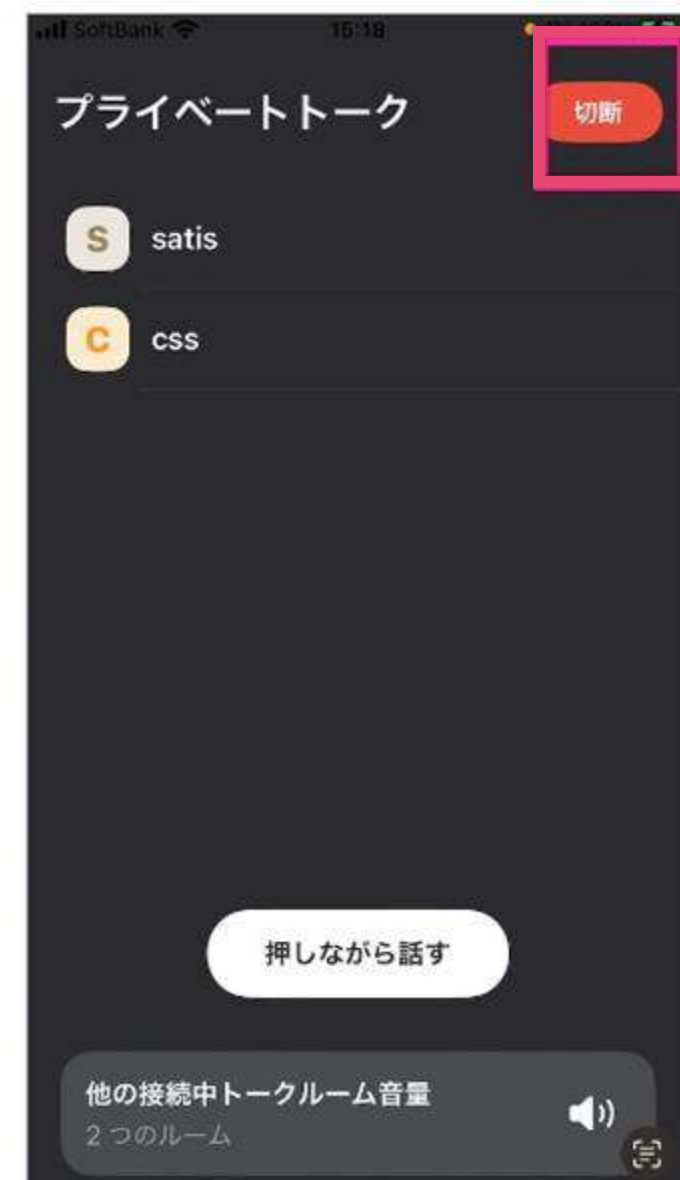 SoftBank
15:18
プライベートトーク
切断
S
satis
C
css
押しながら話す
他の接続中トークルーム音量
2 つのルーム